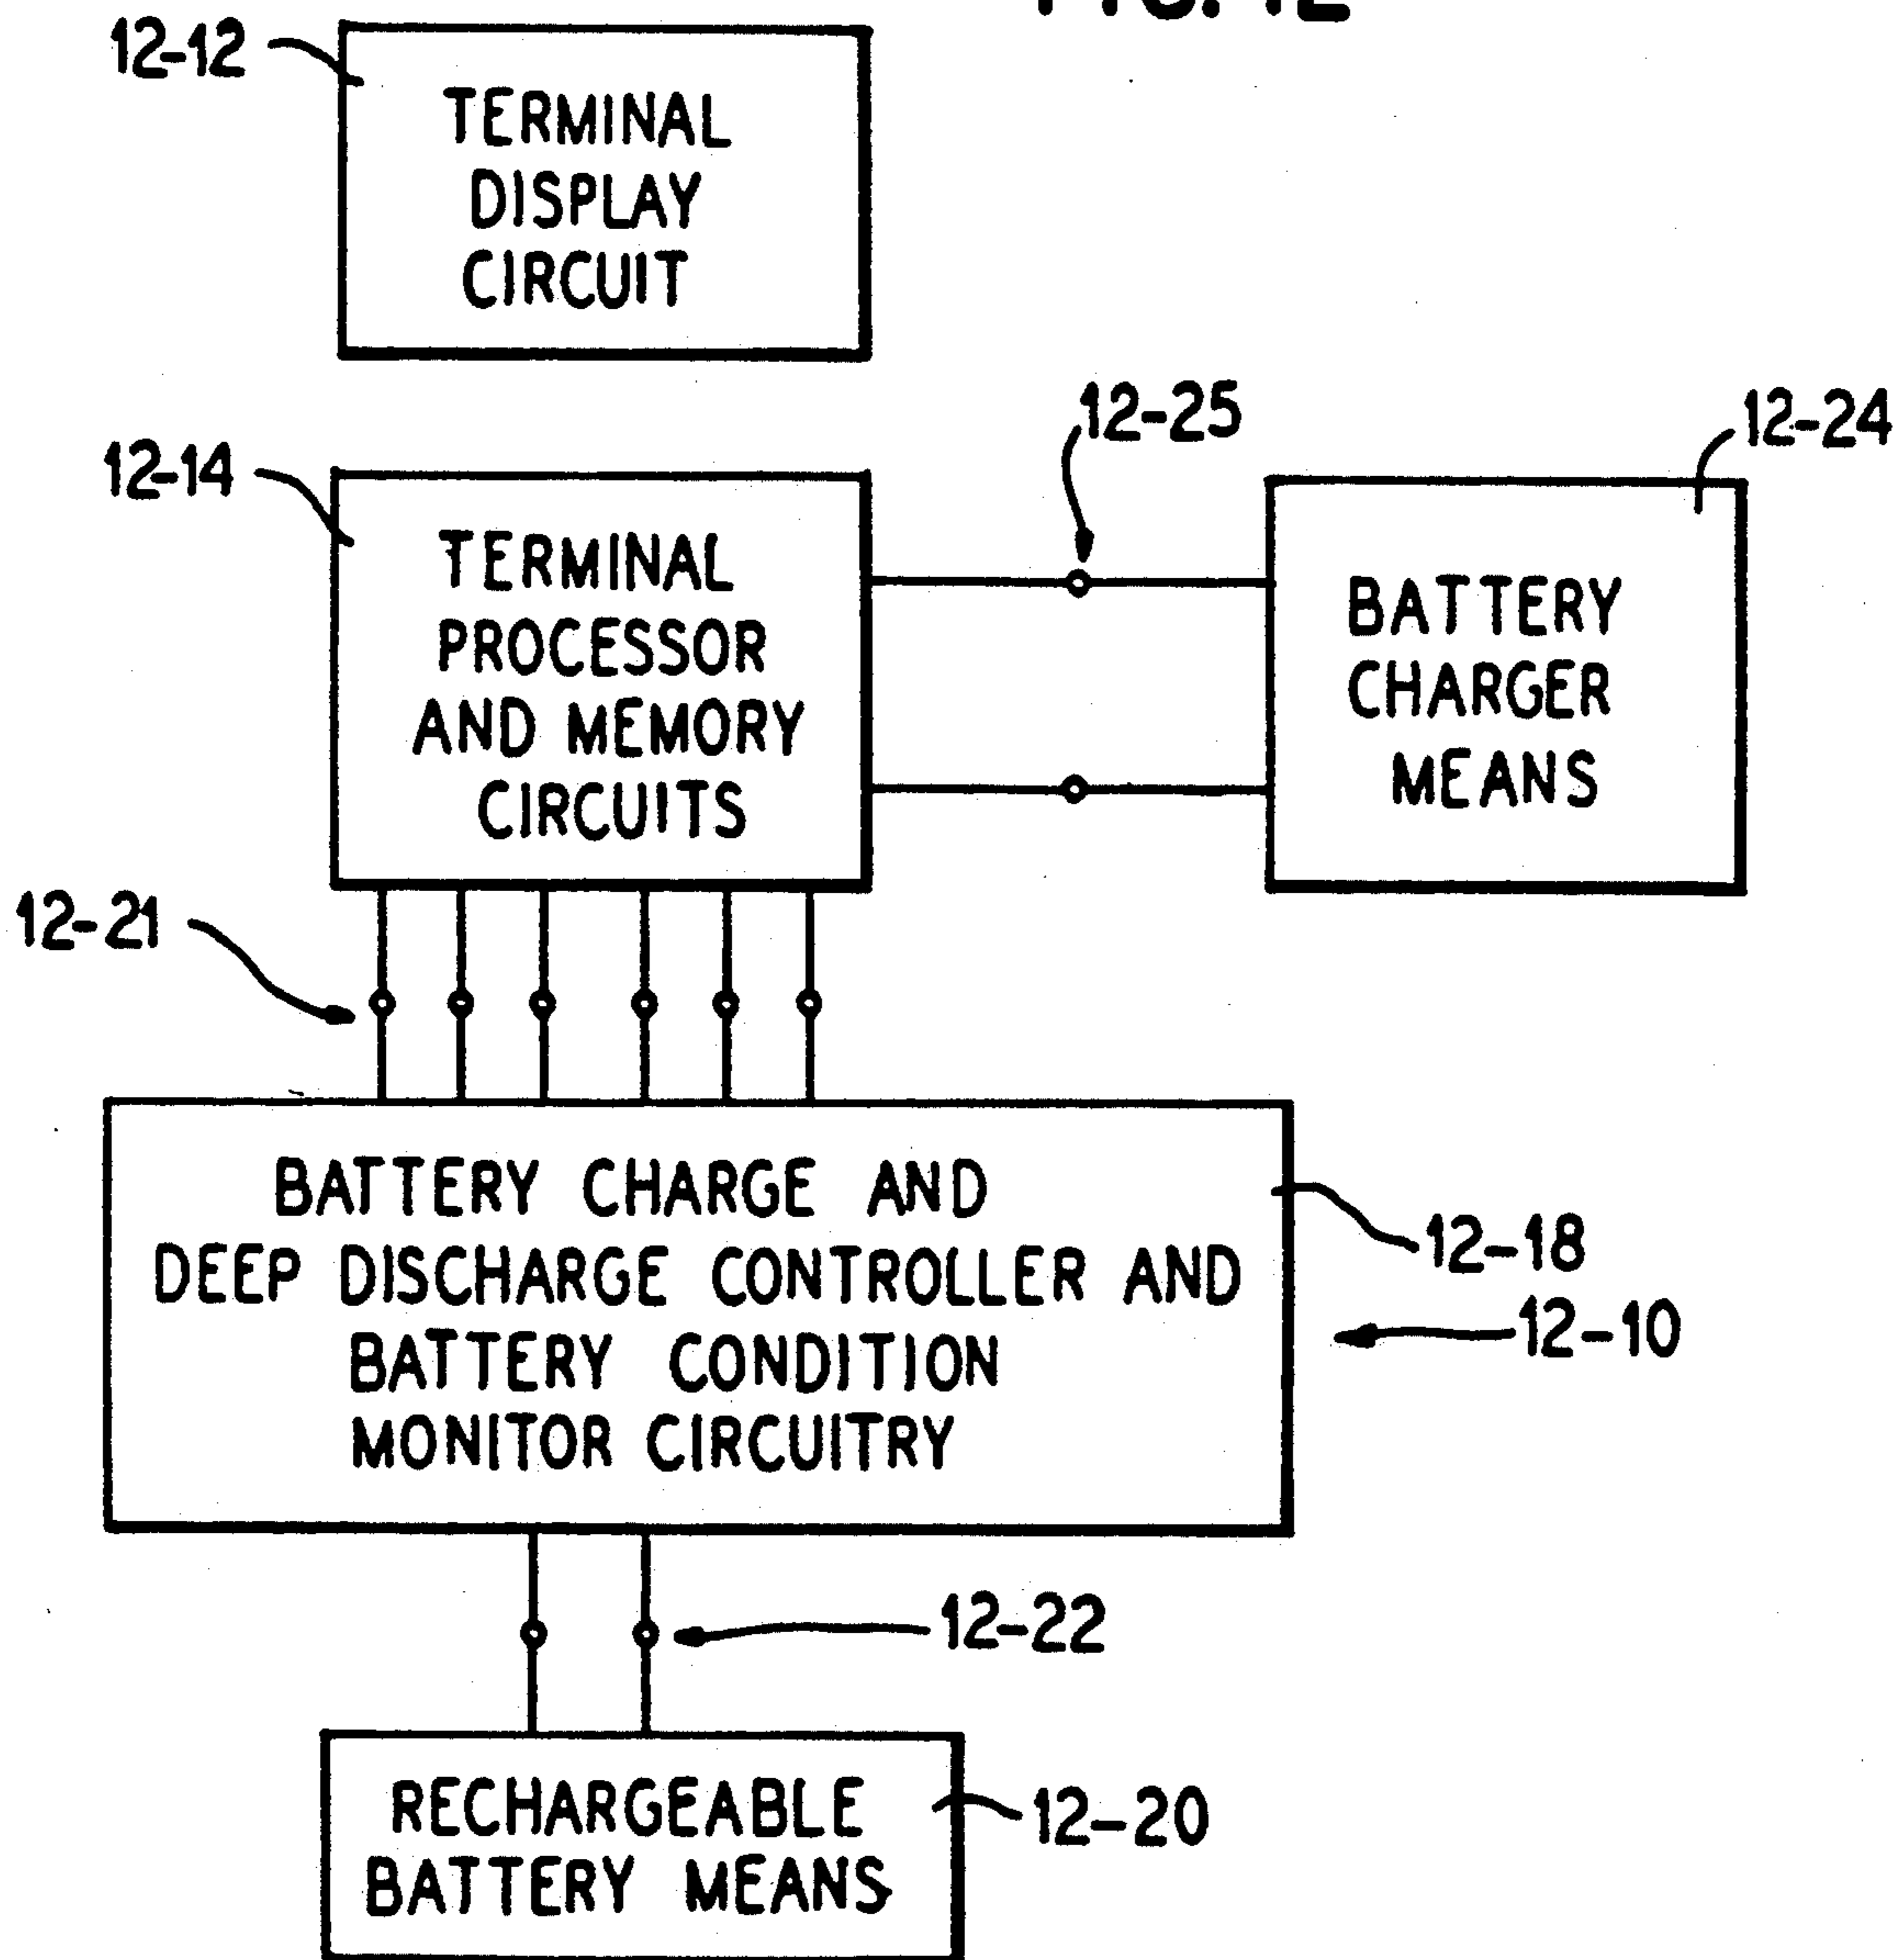 FIG. 12
12-12
TERMINAL
DISPLAY
CIRCUIT
12-25
12-24
12-14
TERMINAL
PROCESSOR
AND MEMORY
CIRCUITS
BATTERY
CHARGER
MEANS
12-21
BATTERY CHARGE AND
DEEP DISCHARGE CONTROLLER AND
BATTERY CONDITION
MONITOR CIRCUITRY
12-18
12-10
12-22
RECHARGEABLE
BATTERY MEANS
12-20